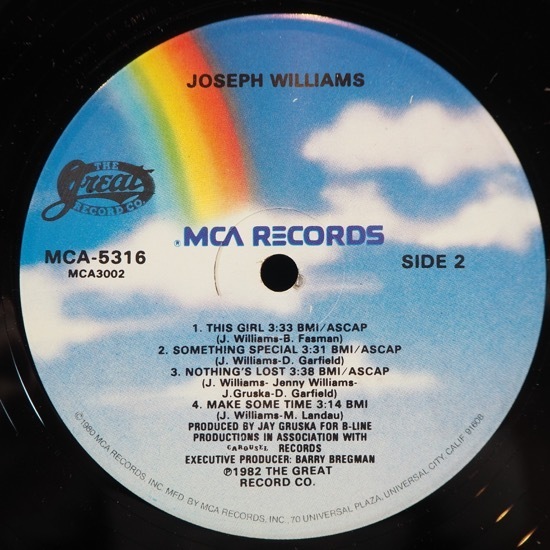 JOSEPH WILLIAMS
THE
Great
RECORD CO.
MCA RECORDS
MCA-5316
MCA3002
SIDE 2
1. THIS GIRL 3:33 BMI/ASCAP
(J. Williams-B. Fasman)
2. SOMETHING SPECIAL 3:31 BMI/ASCAP
(J. Williams-D. Garfield)
3. NOTHING'S LOST 3:38 BMI/ASCAP
(J. Williams- Jenny Williams-
J.Gruska-D. Garfield)
4. MAKE SOME TIME 3:14 BMI
(J. Williams-M. Landau)
PRODUCED BY JAY GRUSKA FOR B-LINE
PRODUCTIONS IN ASSOCIATION WITH
CAROUSEL RECORDS
EXECUTIVE PRODUCER: BARRY BREGMAN
℗1982 THE GREAT
RECORD CO.
©1980 MCA RECORDS, INC. MFD. BY MCA RECORDS, INC., 70 UNIVERSAL PLAZA, UNIVERSAL CITY, CALIF. 91608